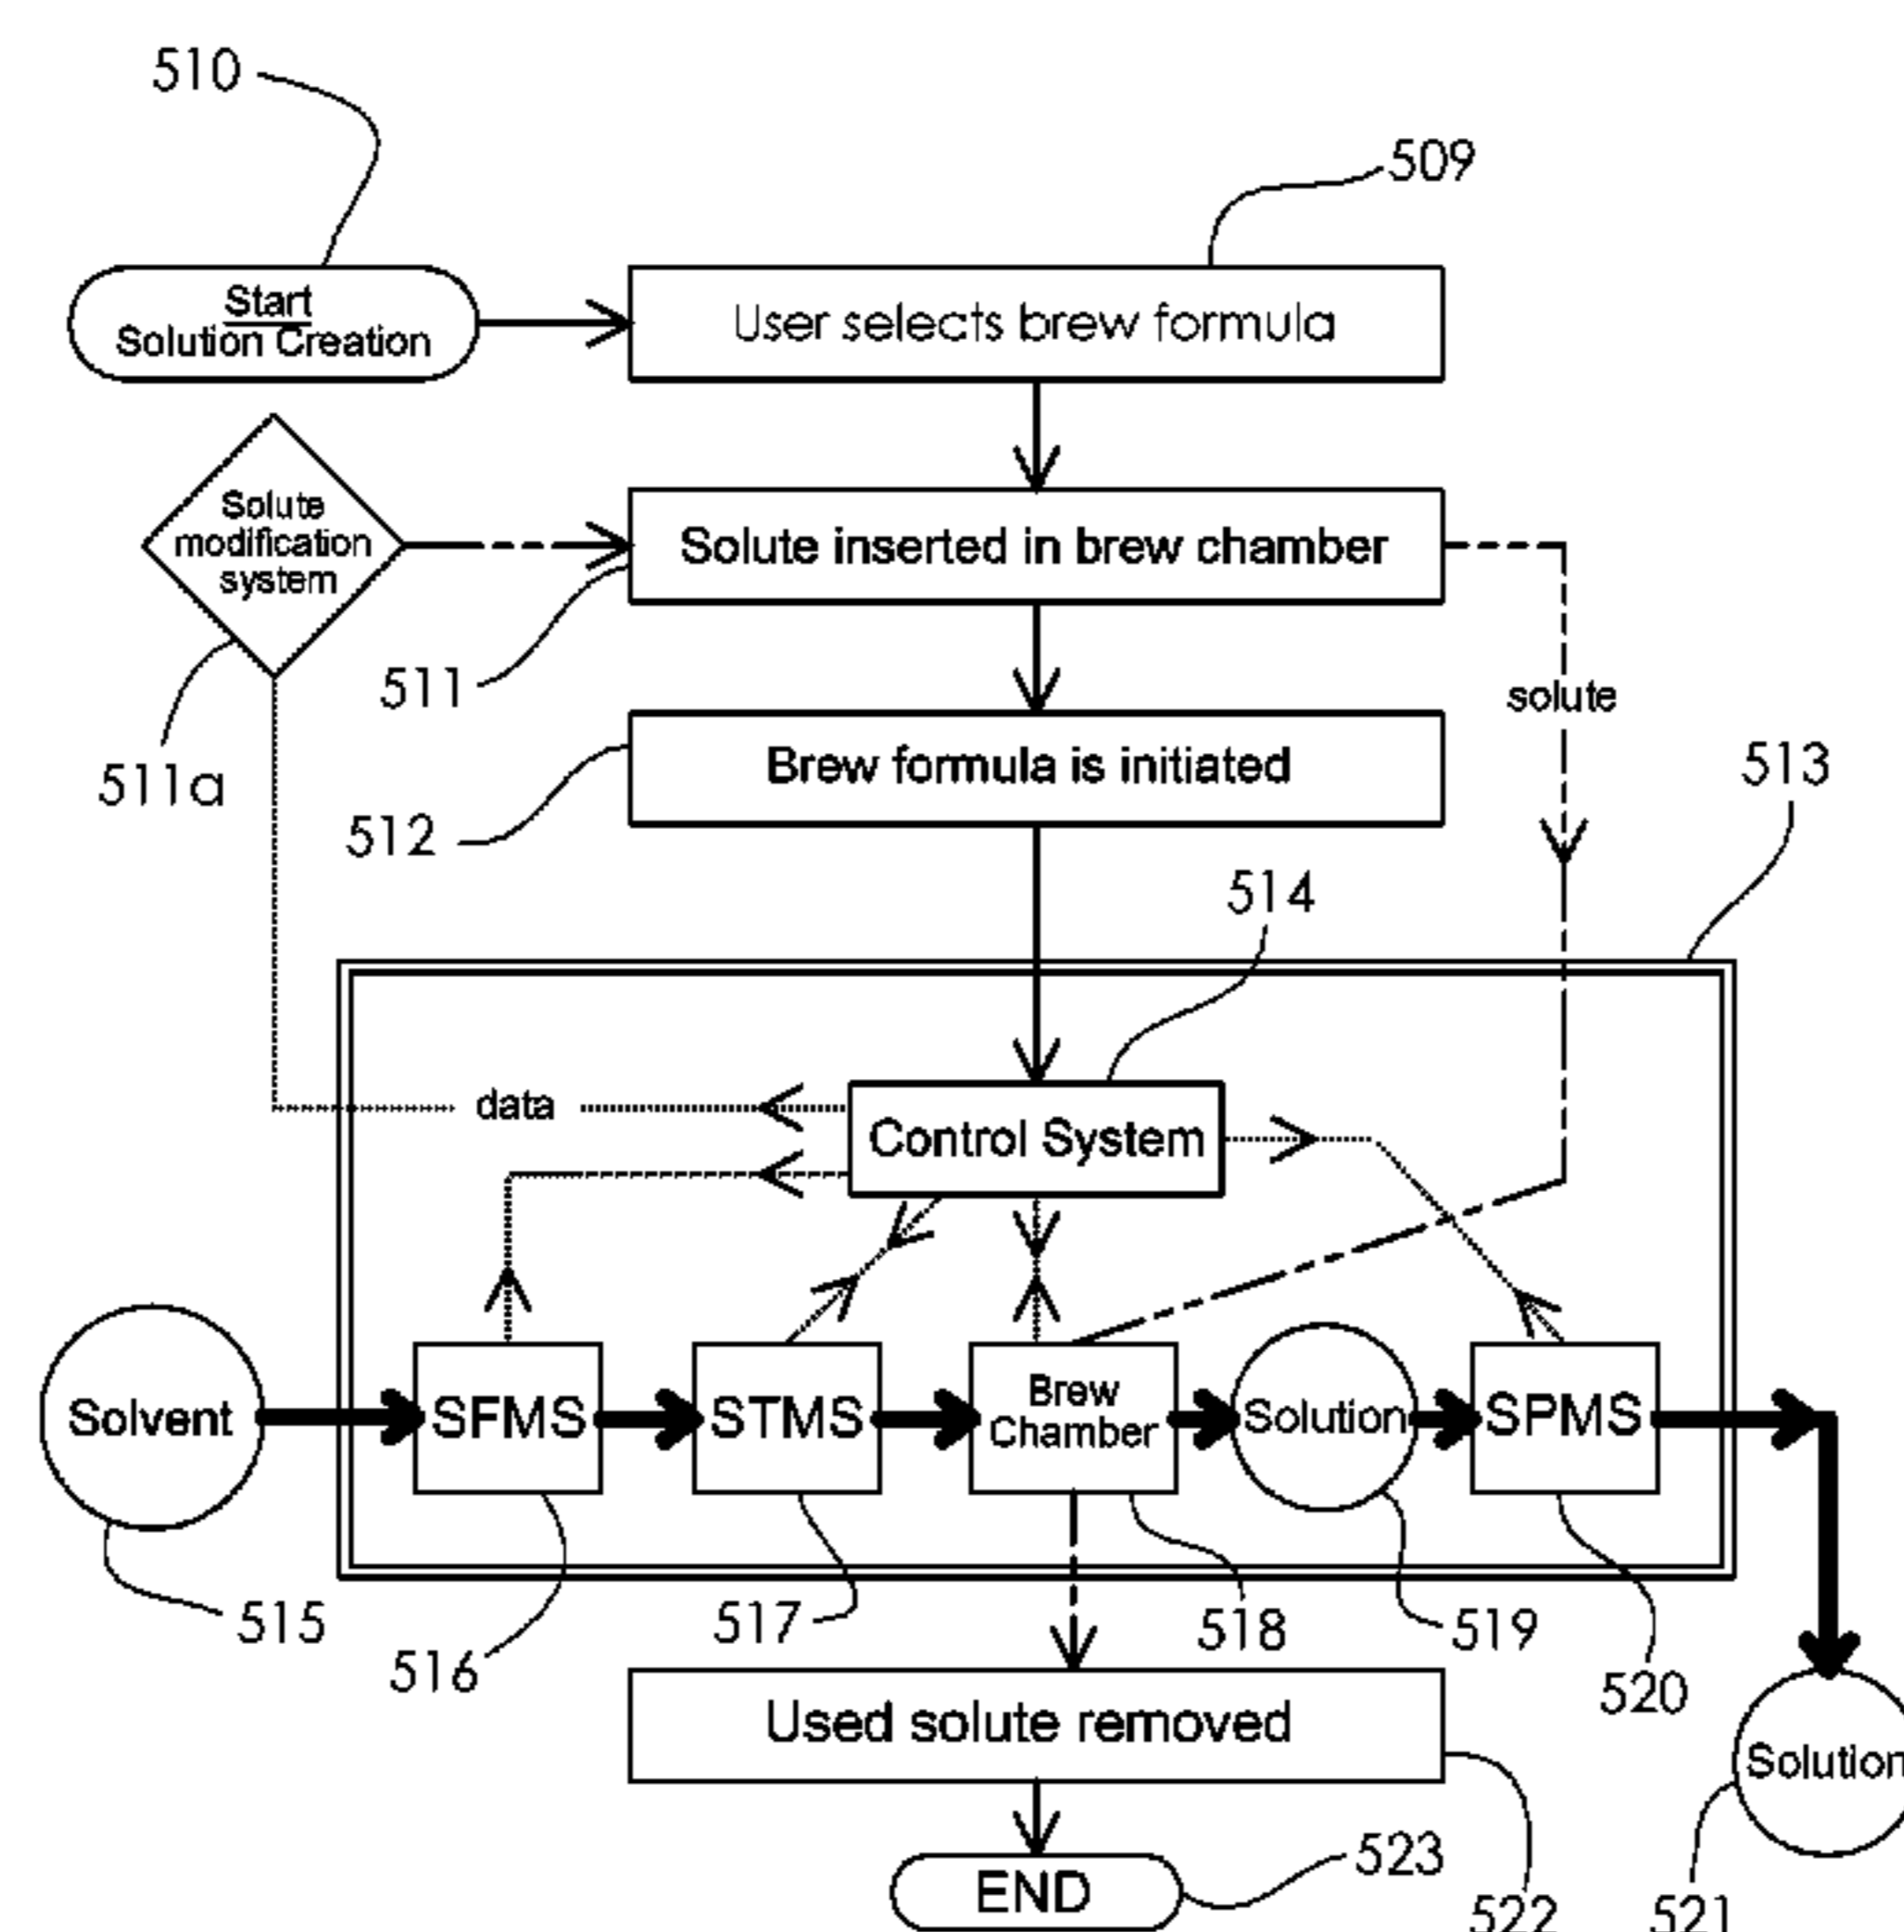 510
509
Start
Solution Creation
User selects brew formula
Solute
modification
system
Solute inserted in brew chamber
511
solute
511a
Brew formula is initiated
513
512
514
data
Control System
Solvent
SFMS
STMS
Brew
Chamber
Solution
SPMS
515
516
517
518
519
520
Used solute removed
Solution
523
END
522
521